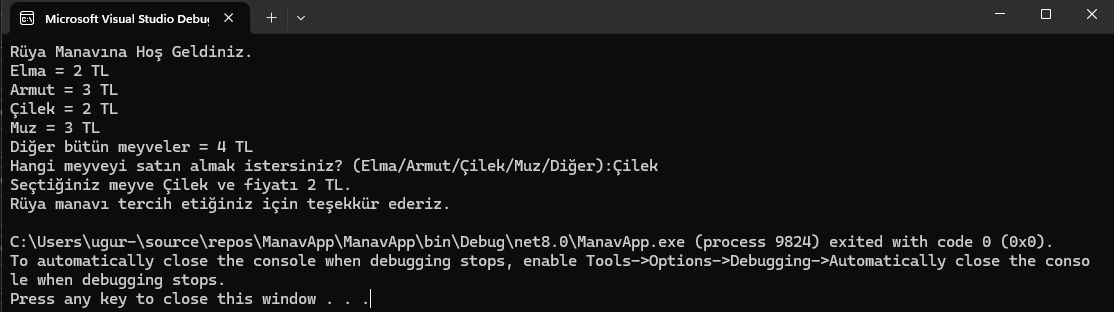 Microsoft Visual Studio Debug
Rüya Manavına Hoş Geldiniz.
Elma = 2 TL
Armut = 3 TL
Çilek = 2 TL
Muz = 3 TL
Diğer bütün meyveler = 4 TL
Hangi meyveyi satın almak istersiniz? (Elma/Armut/Çilek/Muz/Diğer):Çilek
Seçtiğiniz meyve Çilek ve fiyatı 2 TL.
Rüya manavı tercih etiğiniz için teşekkür ederiz.
C:\Users\ugur-\source\repos\ManavApp\ManavApp\bin\Debug\net8.0\ManavApp.exe (process 9824) exited with code 0 (0x0).
To automatically close the console when debugging stops, enable Tools->Options->Debugging->Automatically close the conso
le when debugging stops.
Press any key to close this window . . .